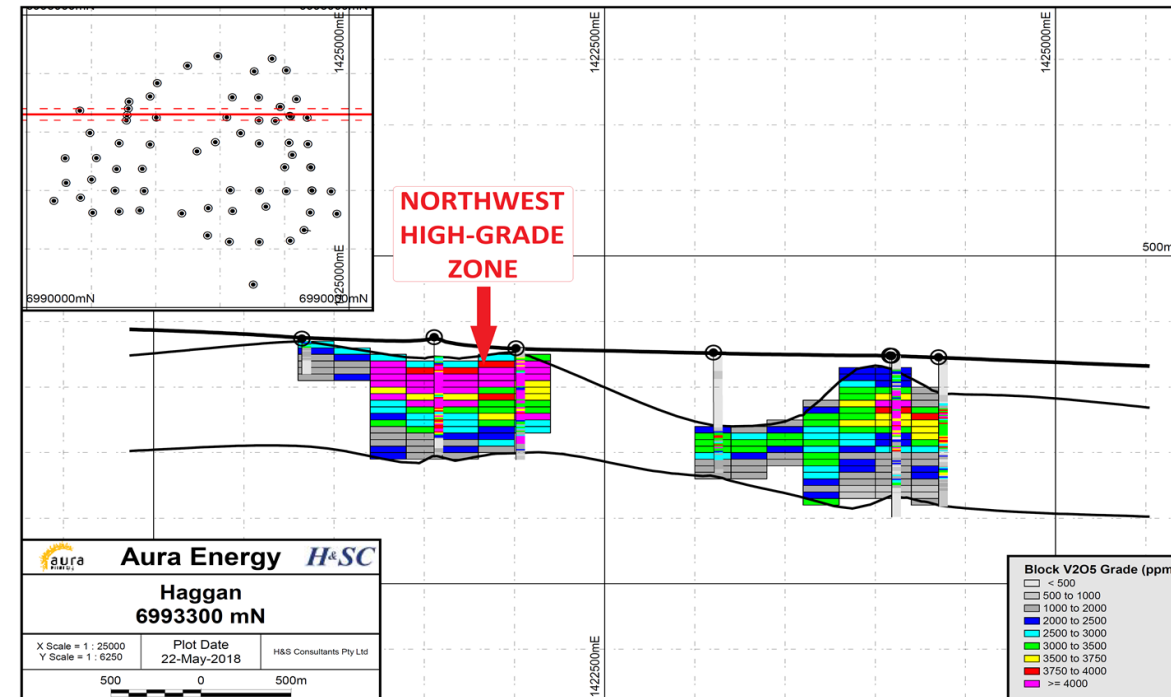 1425000mE
1422500mE
1425000mE
NORTHWEST
HIGH-GRADE
ZONE
500m
1425000mE
6990000mN
6990000mN
aura
Aura Energy
H&SC
Haggan
6993300 mN
X Scale = 1 : 25000
Y Scale = 1 : 6250
Plot Date
22-May-2018
H&S Consultants Pty Ltd
500
0
500m
1422500mE
Block V2O5 Grade (ppm
< 500
500 to 1000
1000 to 2000
2000 to 2500
2500 to 3000
3000 to 3500
3500 to 3750
3750 to 4000
>= 4000